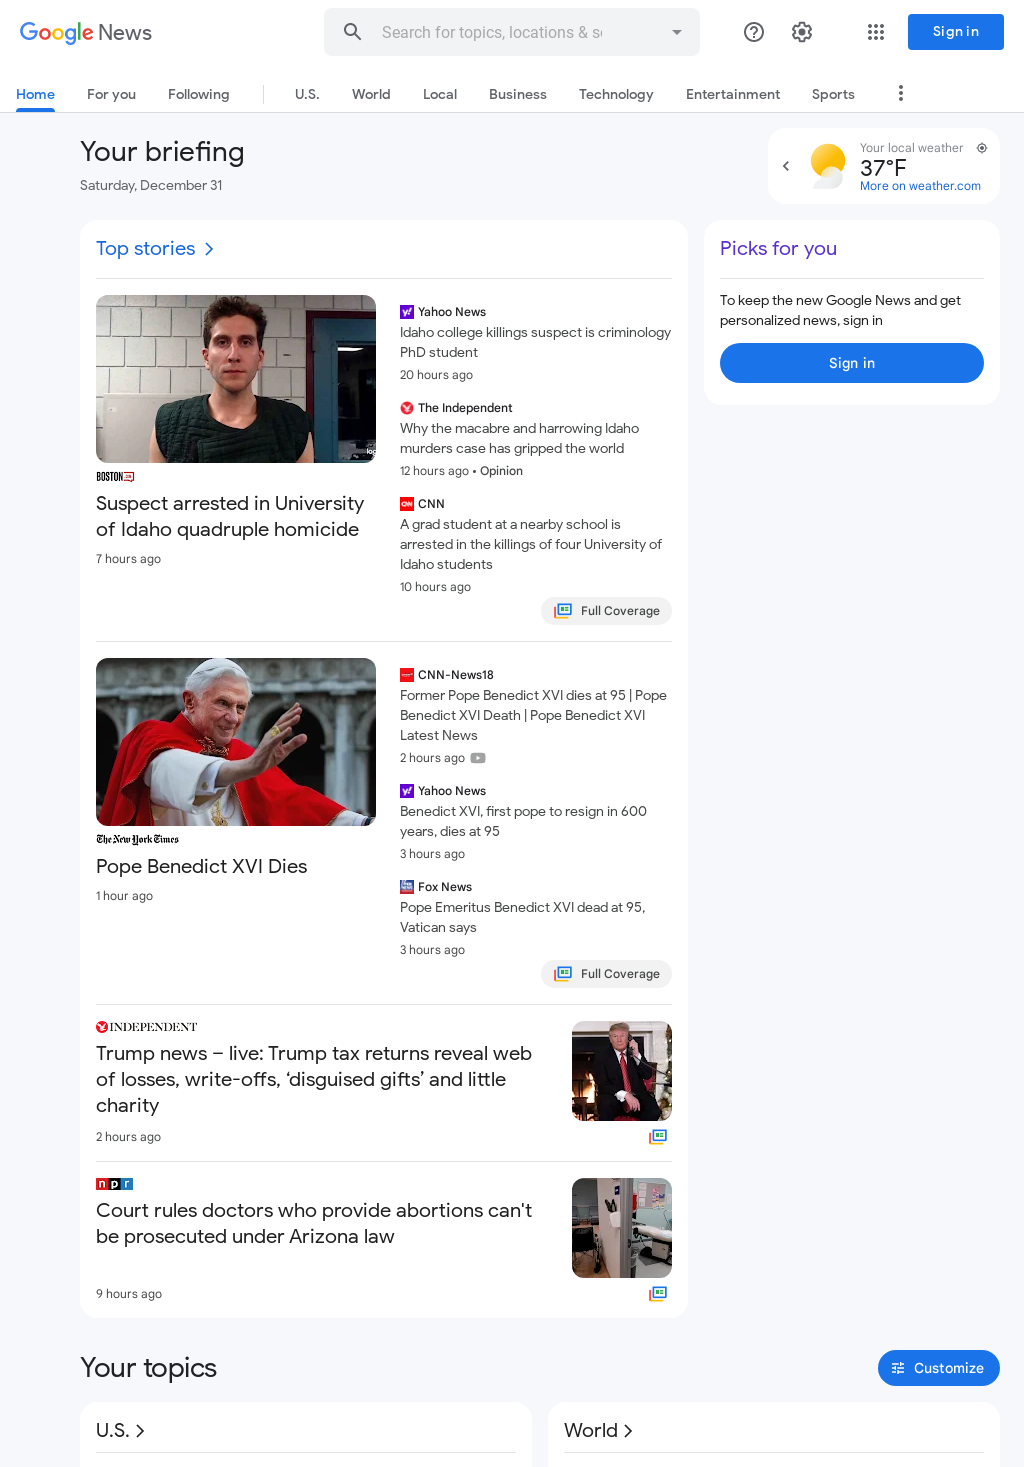 Google News
Search for topics, locations & so
Sign in
Home
For you
Following
U.S.
World
Local
Business
Technology
Entertainment
Sports
Your briefing
Saturday, December 31
Your local weather
37°F
More on weather.com
Top stories
BOSTON
Suspect arrested in University
of Idaho quadruple homicide
7 hours ago
Yahoo News
Idaho college killings suspect is criminology
PhD student
20 hours ago
The Independent
Why the macabre and harrowing Idaho
murders case has gripped the world
12 hours ago • Opinion
CNN
A grad student at a nearby school is
arrested in the killings of four University of
Idaho students
10 hours ago
Full Coverage
Picks for you
To keep the new Google News and get
personalized news, sign in
Sign in
The New York Times
Pope Benedict XVI Dies
1 hour ago
CNN-News18
Former Pope Benedict XVI dies at 95 | Pope
Benedict XVI Death | Pope Benedict XVI
Latest News
2 hours ago
Yahoo News
Benedict XVI, first pope to resign in 600
years, dies at 95
3 hours ago
Fox News
Pope Emeritus Benedict XVI dead at 95,
Vatican says
3 hours ago
Full Coverage
INDEPENDENT
Trump news – live: Trump tax returns reveal web
of losses, write-offs, ‘disguised gifts’ and little
charity
2 hours ago
npr
Court rules doctors who provide abortions can't
be prosecuted under Arizona law
9 hours ago
Your topics
Customize
U.S.
World